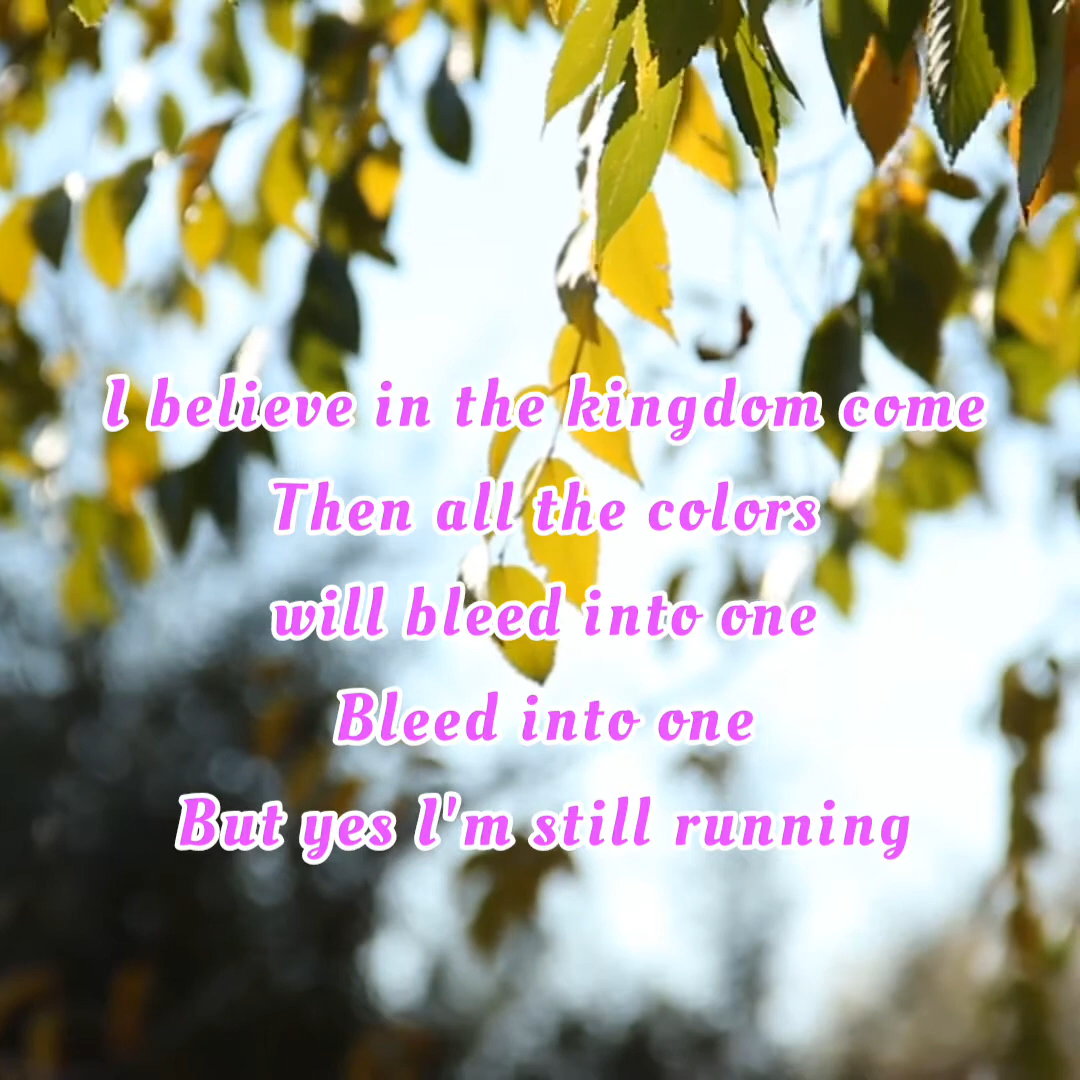 I believe in the kingdom come
Then all the colors
will bleed into one
Bleed into one
But yes I'm still running